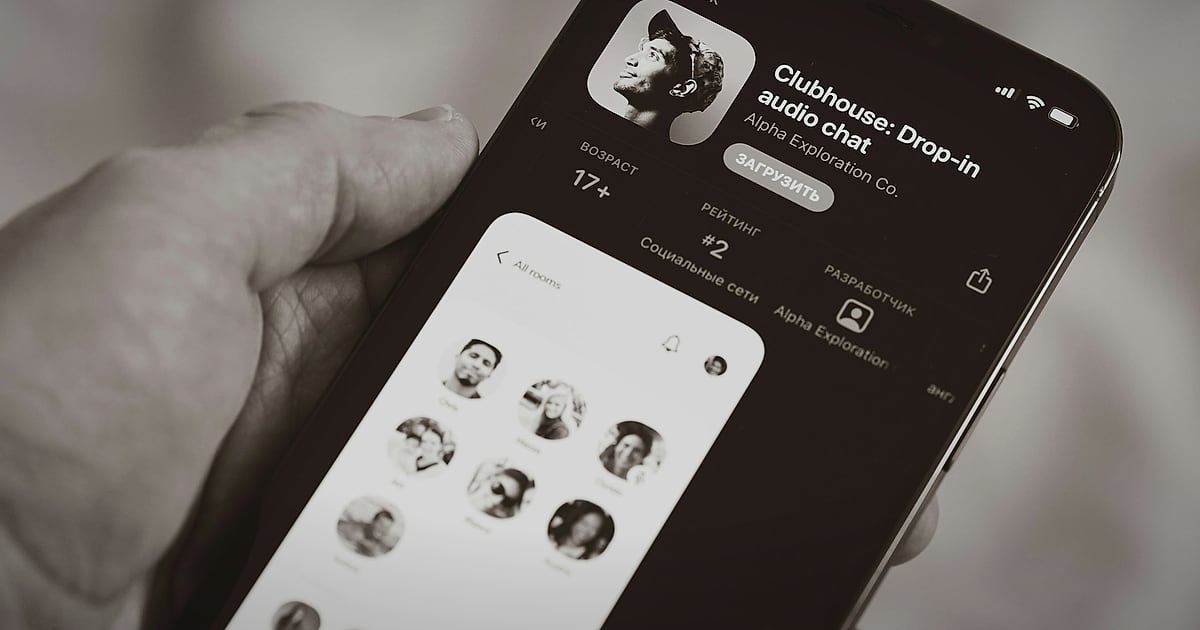 Clubhouse: Drop-in
audio chat
Alpha Exploration Co.
ЗАГРУЗИТЬ
ВОЗРАСТ
17+
РЕЙТИНГ
#2
Социальные сети
РАЗРАБОТЧИК
Alpha Exploration
All rooms